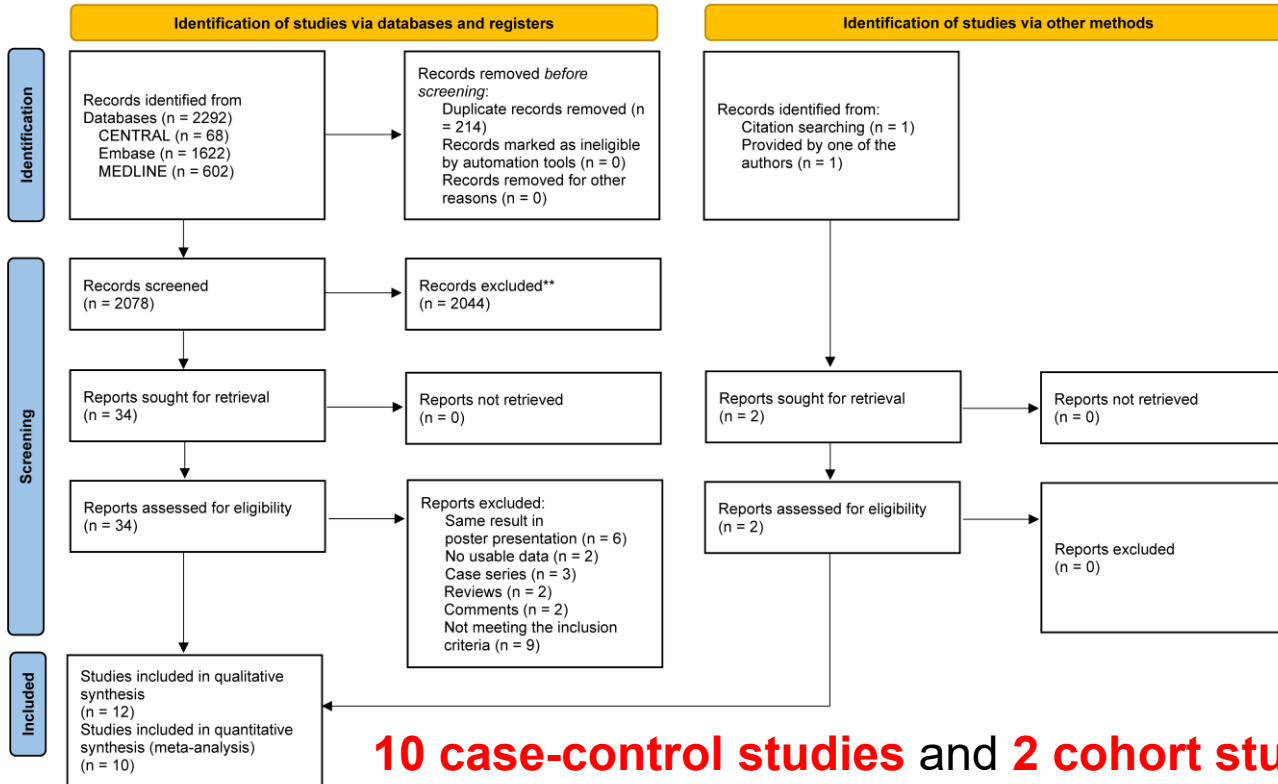 Identification of studies via databases and registers
Identification of studies via other methods
Identification
Records identified from
Databases (n = 2292)
CENTRAL (n = 68)
Embase (n = 1622)
MEDLINE (n = 602)
Records removed before
screening:
Duplicate records removed (n
= 214)
Records marked as ineligible
by automation tools (n = 0)
Records removed for other
reasons (n = 0)
Records identified from:
Citation searching (n = 1)
Provided by one of the
authors (n = 1)
Screening
Records screened
(n = 2078)
Records excluded**
(n = 2044)
Reports sought for retrieval
(n = 34)
Reports not retrieved
(n = 0)
Reports sought for retrieval
(n = 2)
Reports not retrieved
(n = 0)
Reports assessed for eligibility
(n = 34)
Reports excluded:
Same result in
poster presentation (n = 6)
No usable data (n = 2)
Case series (n = 3)
Reviews (n = 2)
Comments (n = 2)
Not meeting the inclusion
criteria (n = 9)
Reports assessed for eligibility
(n = 2)
Reports excluded
(n = 0)
Included
Studies included in qualitative
synthesis
(n = 12)
Studies included in quantitative
synthesis (meta-analysis)
(n = 10)
10 case-control studies and 2 cohort